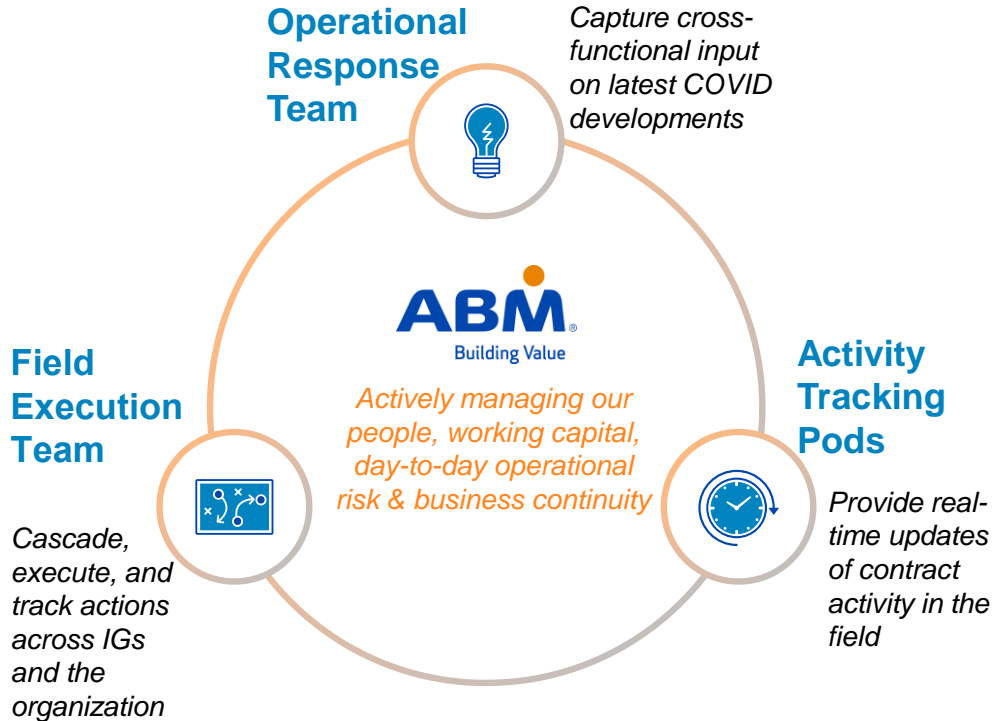 Operational
Response
Team
Capture cross-
functional input
on latest COVID
developments
ABM®
Building Value
Actively managing our
people, working capital,
day-to-day operational
risk & business continuity
Field
Execution
Team
Cascade,
execute, and
track actions
across IGs
and the
organization
Activity
Tracking
Pods
Provide real-
time updates
of contract
activity in the
field